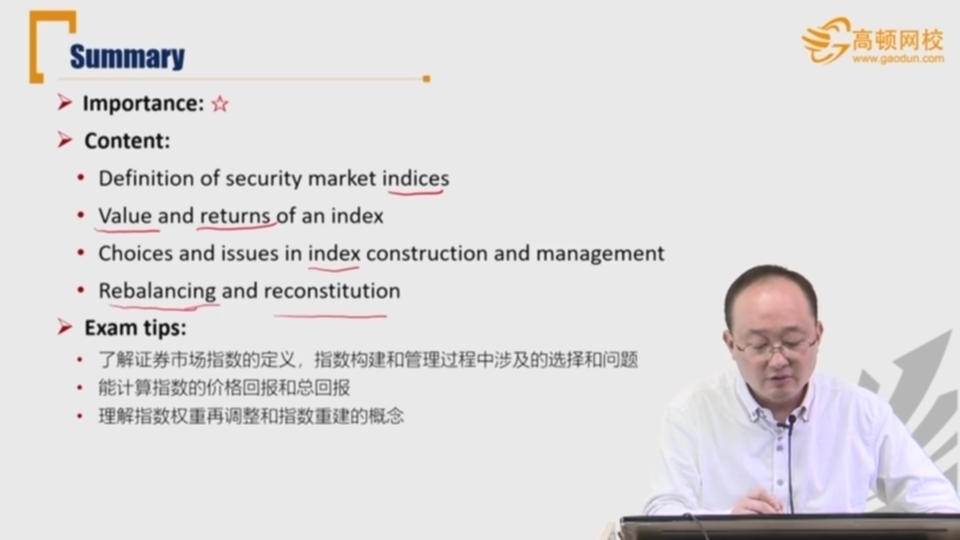 Summary
高顿网校
www.gaodun.com
Importance: ☆
Content:
Definition of security market indices
Value and returns of an index
Choices and issues in index construction and management
Rebalancing and reconstitution
Exam tips:
了解证券市场指数的定义，指数构建和管理过程中涉及的选择和问题
能计算指数的价格回报和总回报
理解指数权重再调整和指数重建的概念